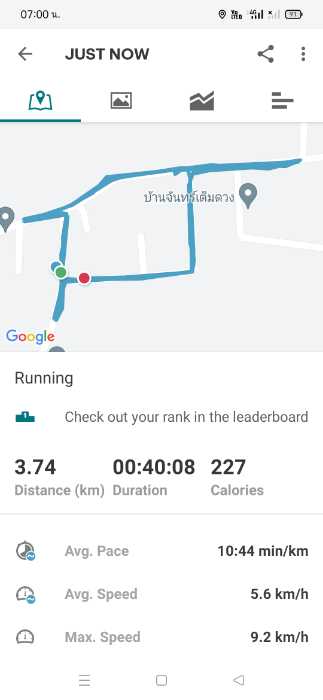 07:00 น.
JUST NOW
บ้านจันทร์เต็มดวง
Google
Running
Check out your rank in the leaderboard
3.74 00:40:08 227
Distance (km) Duration Calories
Avg. Pace 10:44 min/km
Avg. Speed 5.6 km/h
Max. Speed 9.2 km/h